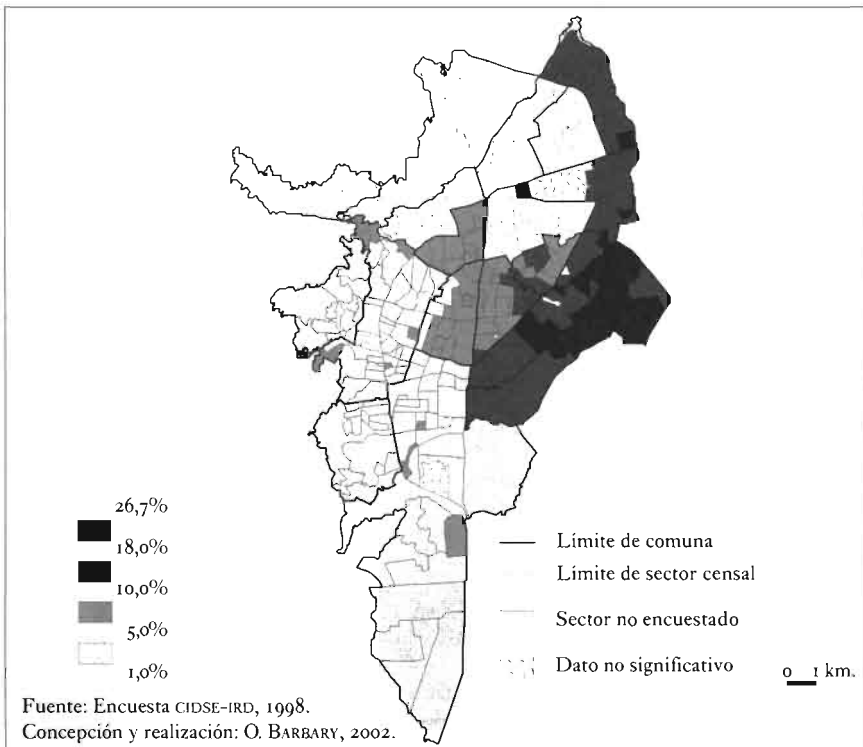 26,7%
18,0%
10,0%
5,0%
1,0%
Límite de comuna
Límite de sector censal
Sector no encuestado
Dato no significativo
0 1 km.
Fuente: Encuesta CIDSE-IRD, 1998.
Concepción y realización: O. BARBARY, 2002.